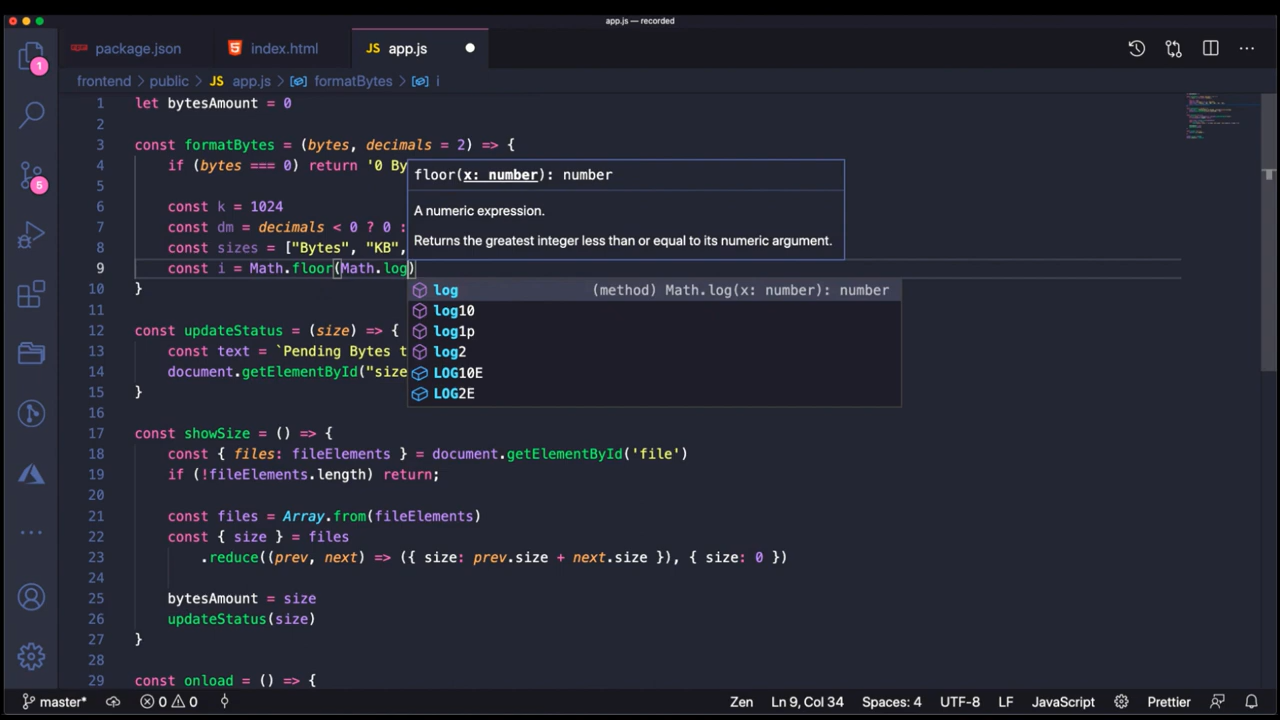 app.js — recorded
package.json
index.html
JS app.js
frontend > public > JS app.js > formatBytes > i
1 let bytesAmount = 0
2
3 const formatBytes = (bytes, decimals = 2) => {
4 if (bytes === 0) return '0 By
5
6 const k = 1024
7 const dm = decimals < 0 ? 0 :
8 const sizes = ["Bytes", "KB",
9 const i = Math.floor(Math.log)
10 }
11
12 const updateStatus = (size) => {
13 const text = `Pending Bytes t
14 document.getElementById("size
15 }
16
17 const showSize = () => {
18 const { files: fileElements } = document.getElementById('file')
19 if (!fileElements.length) return;
20
21 const files = Array.from(fileElements)
22 const { size } = files
23 .reduce((prev, next) => ({ size: prev.size + next.size }), { size: 0 })
24
25 bytesAmount = size
26 updateStatus(size)
27 }
28
29 const onload = () => {
floor(x: number): number
A numeric expression.
Returns the greatest integer less than or equal to its numeric argument.
log (method) Math.log(x: number): number
log10
log1p
log2
LOG10E
LOG2E
1
5
master* 0 0 Zen Ln 9, Col 34 Spaces: 4 UTF-8 LF JavaScript Prettier